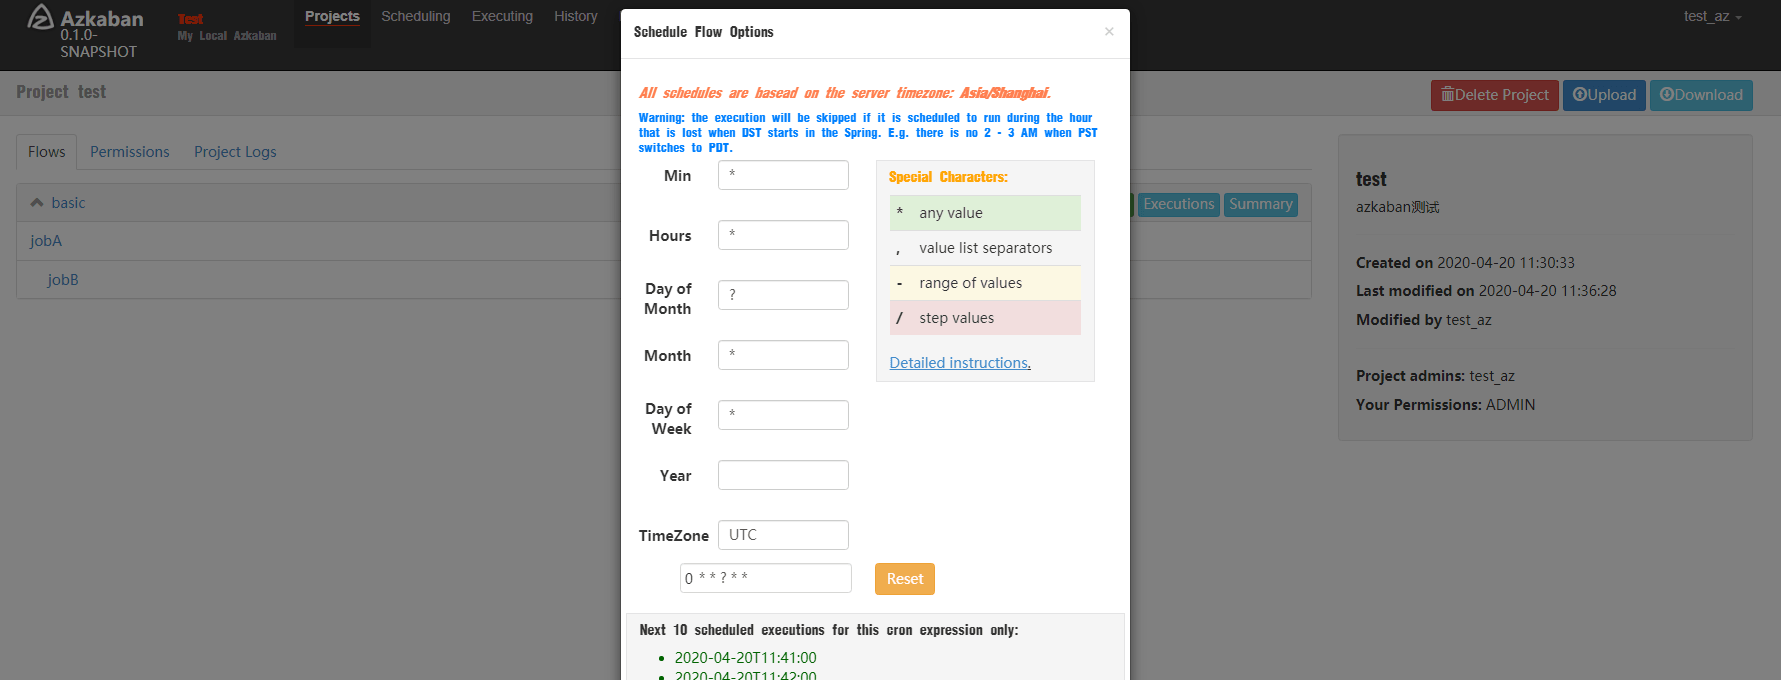 Azkaban
0.1.0-
SNAPSHOT
Test
My Local Azkaban
Projects
Scheduling
Executing
History
test_az
Project test
Delete Project
Upload
Download
Flows
Permissions
Project Logs
basic
Executions
Summary
jobA
jobB
test
azkaban测试
Created on 2020-04-20 11:30:33
Last modified on 2020-04-20 11:36:28
Modified by test_az
Project admins: test_az
Your Permissions: ADMIN
Schedule Flow Options
×
All schedules are basead on the server timezone: Asia/Shanghai.
Warning: the execution will be skipped if it is scheduled to run during the hour
that is lost when DST starts in the Spring. E.g. there is no 2 - 3 AM when PST
switches to PDT.
Min *
Hours *
Day of
Month
?
Month *
Day of
Week
*
Year
TimeZone UTC
0 * * ? * *
Reset
Special Characters:
* any value
, value list separators
- range of values
/ step values
Detailed instructions.
Next 10 scheduled executions for this cron expression only:
2020-04-20T11:41:00
2020-04-20T11:42:00